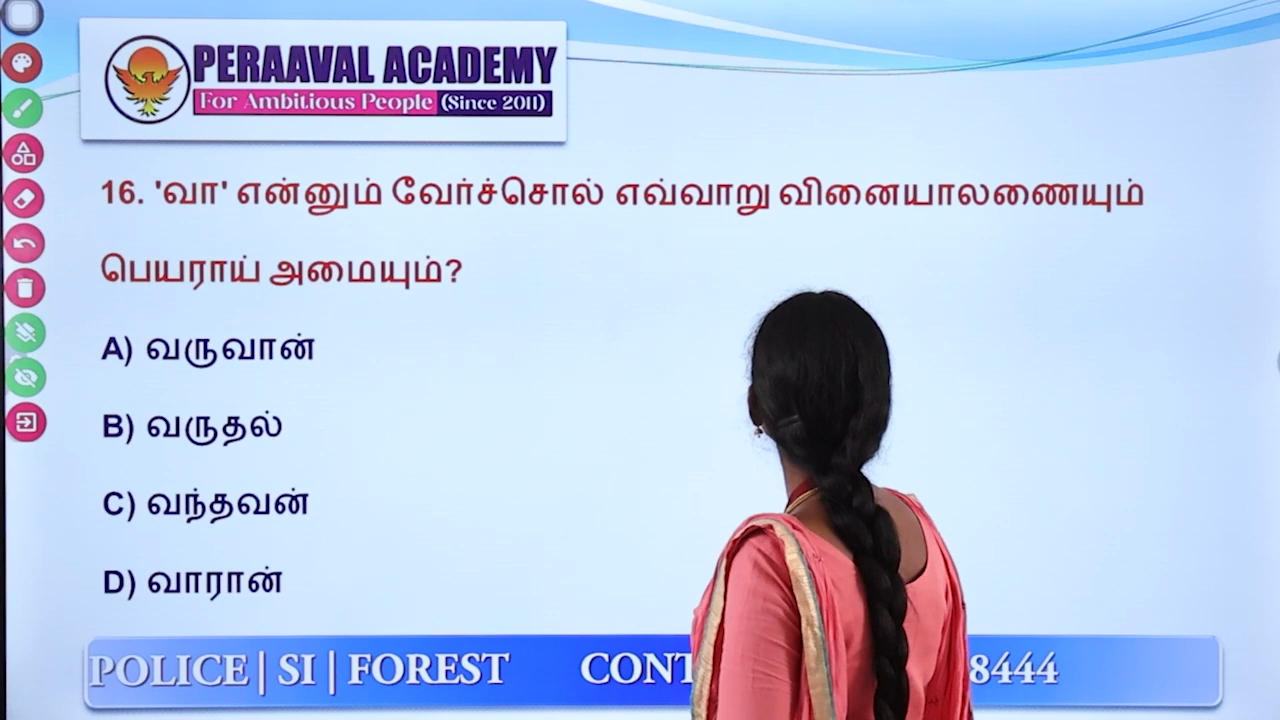 PERAAVAL ACADEMY
For Ambitious People (Since 2011)
16. 'வா' என்னும் வேர்ச்சொல் எவ்வாறு வினையாலணையும்
பெயராய் அமையும்?
A) வருவான்
B) வருதல்
C) வந்தவன்
D) வாரான்
POLICE | SI | FOREST
8444